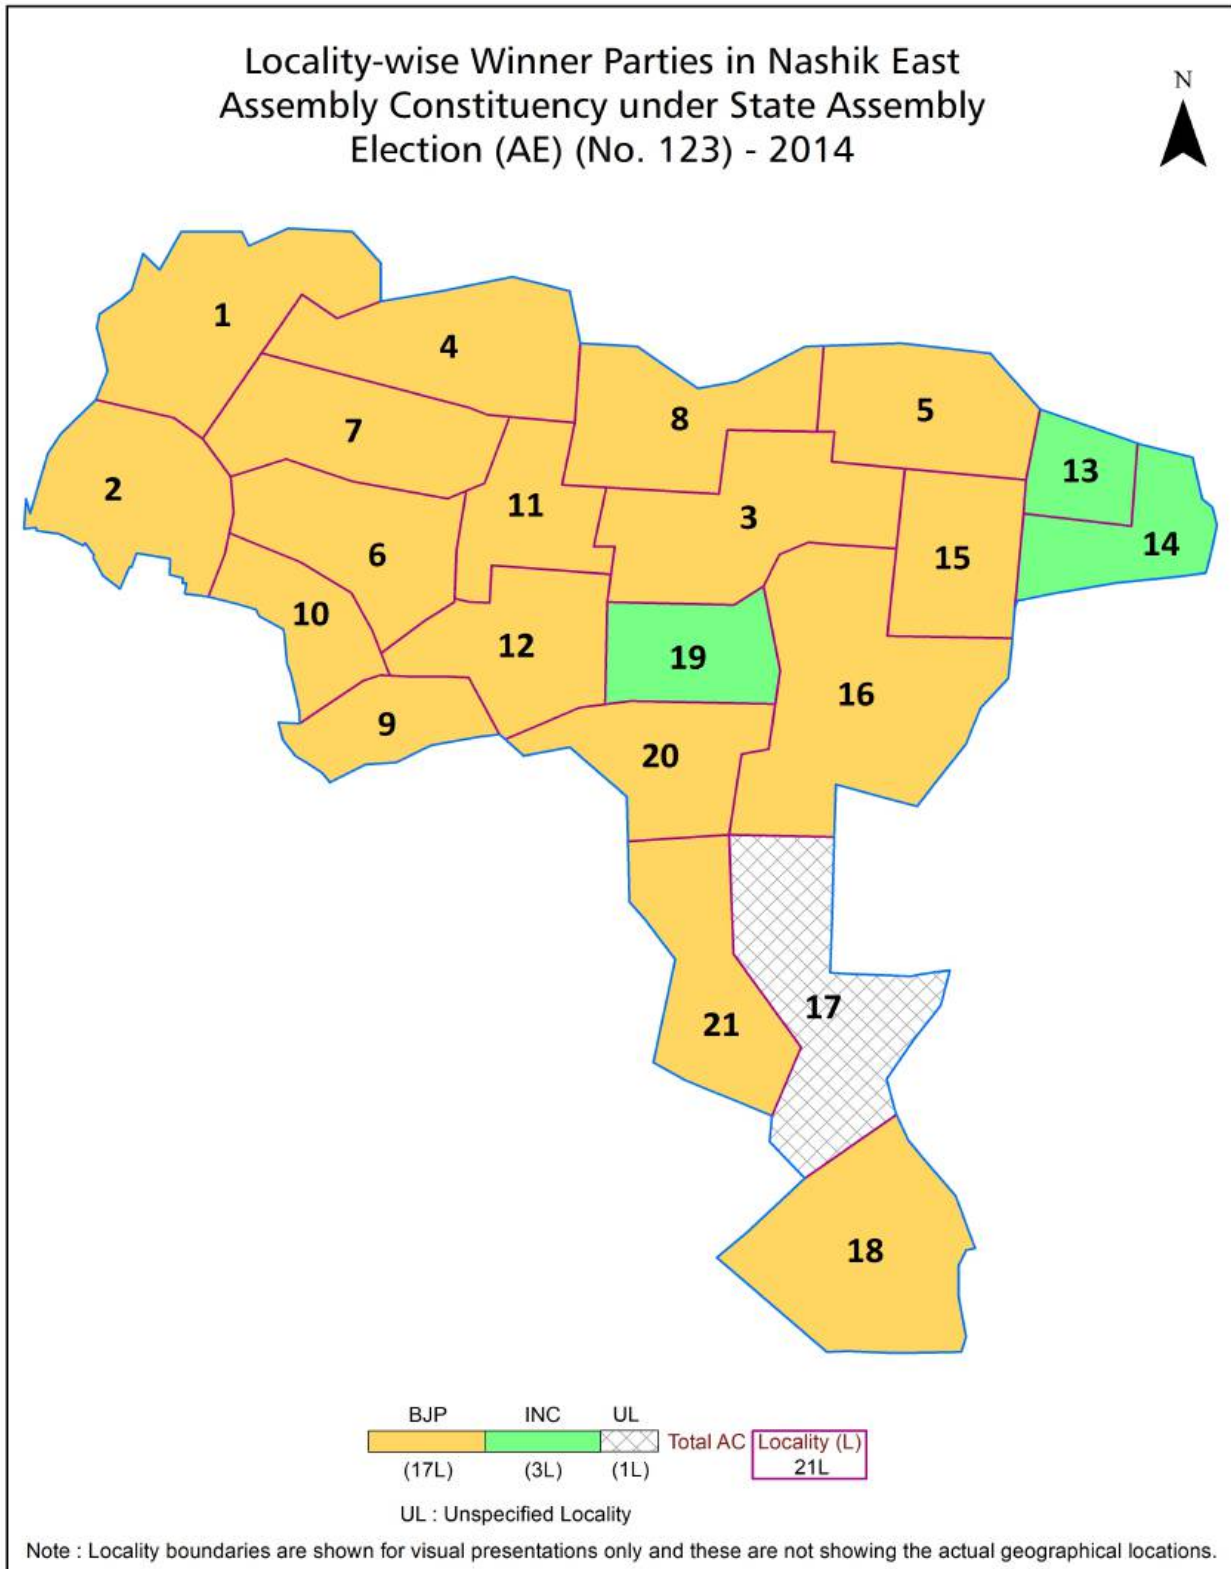 Locality-wise Winner Parties in Nashik East
Assembly Constituency under State Assembly
Election (AE) (No. 123) - 2014
N
1
4
8
5
7
13
2
11
3
14
15
6
10
12
19
16
9
20
17
21
18
BJP INC UL
Total AC Locality (L)
(17L) (3L) (1L) 21L
UL : Unspecified Locality
Note : Locality boundaries are shown for visual presentations only and these are not showing the actual geographical locations.